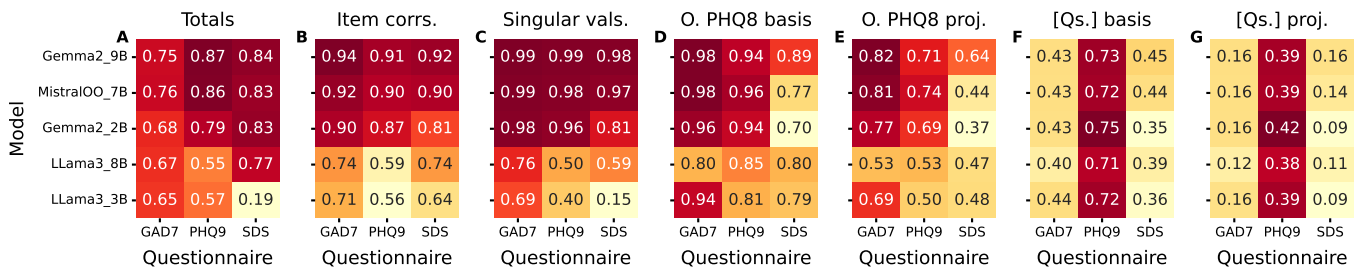 Totals Item corrs. Singular vals. O. PHQ8 basis O. PHQ8 proj. [Qs.] basis [Qs.] proj.
A B C D E F G
Gemma2_9B 0.75 0.87 0.84 0.94 0.91 0.92 0.99 0.99 0.98 0.98 0.94 0.89 0.82 0.71 0.64 0.43 0.73 0.45 0.16 0.39 0.16
MistralOO_7B 0.76 0.86 0.83 0.92 0.90 0.90 0.99 0.98 0.97 0.98 0.96 0.77 0.81 0.74 0.44 0.43 0.72 0.44 0.16 0.39 0.14
Gemma2_2B 0.68 0.79 0.83 0.90 0.87 0.81 0.98 0.96 0.81 0.96 0.94 0.70 0.77 0.69 0.37 0.43 0.75 0.35 0.16 0.42 0.09
LLama3_8B 0.67 0.55 0.77 0.74 0.59 0.74 0.76 0.50 0.59 0.80 0.85 0.80 0.53 0.53 0.47 0.40 0.71 0.39 0.12 0.38 0.11
LLama3_3B 0.65 0.57 0.19 0.71 0.56 0.64 0.69 0.40 0.15 0.94 0.81 0.79 0.69 0.50 0.48 0.44 0.72 0.36 0.16 0.39 0.09
Model
GAD7 PHQ9 SDS GAD7 PHQ9 SDS GAD7 PHQ9 SDS GAD7 PHQ9 SDS GAD7 PHQ9 SDS GAD7 PHQ9 SDS GAD7 PHQ9 SDS
Questionnaire Questionnaire Questionnaire Questionnaire Questionnaire Questionnaire Questionnaire